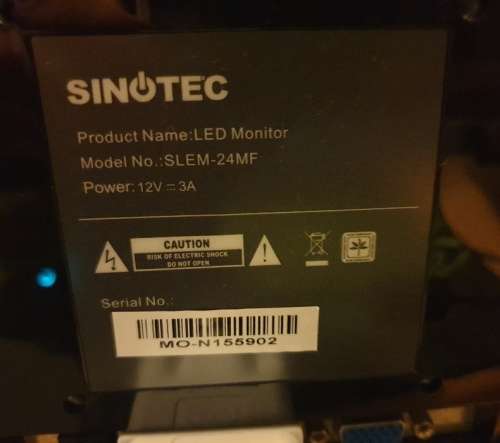 SINOTEC
Product Name:LED Monitor
Model No.:SLEM-24MF
Power: 12V ⎓ 3A
CAUTION
RISK OF ELECTRIC SHOCK
DO NOT OPEN
Serial No.:
MO-N155902